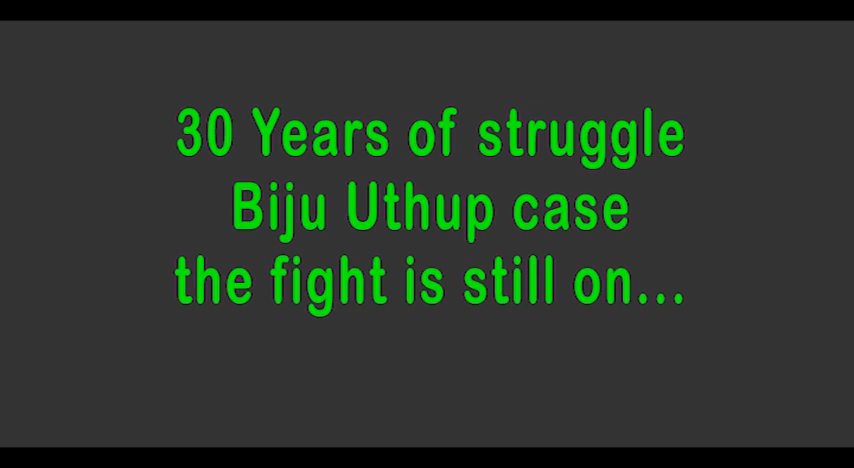 30 Years of struggle
Biju Uthup case
the fight is still on...